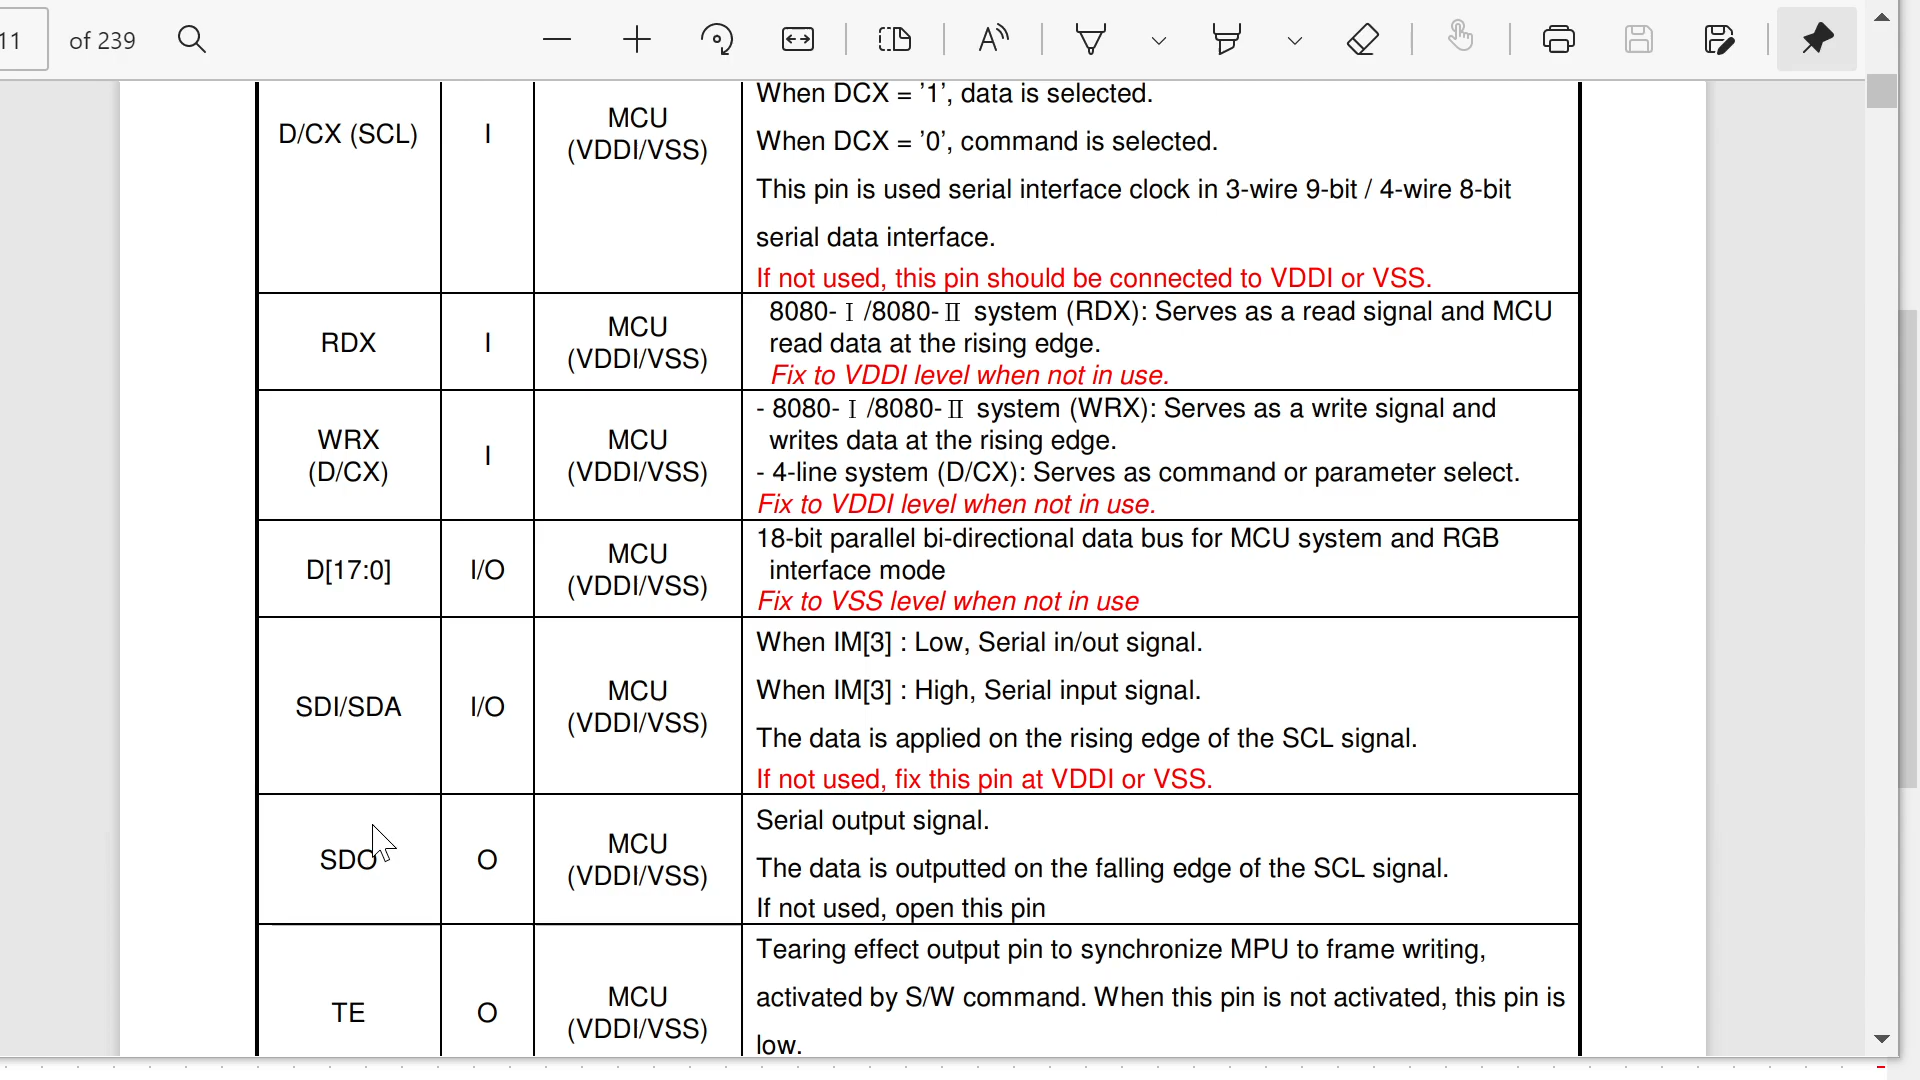 11 of 239
When DCX = ’1’, data is selected.
D/CX (SCL)
I
MCU
(VDDI/VSS)
When DCX = ’0’, command is selected.
This pin is used serial interface clock in 3-wire 9-bit / 4-wire 8-bit
serial data interface.
If not used, this pin should be connected to VDDI or VSS.
RDX
I
MCU
(VDDI/VSS)
8080-Ⅰ/8080-Ⅱ system (RDX): Serves as a read signal and MCU
read data at the rising edge.
Fix to VDDI level when not in use.
WRX
(D/CX)
I
MCU
(VDDI/VSS)
- 8080-Ⅰ/8080-Ⅱ system (WRX): Serves as a write signal and
writes data at the rising edge.
- 4-line system (D/CX): Serves as command or parameter select.
Fix to VDDI level when not in use.
D[17:0]
I/O
MCU
(VDDI/VSS)
18-bit parallel bi-directional data bus for MCU system and RGB
interface mode
Fix to VSS level when not in use
SDI/SDA
I/O
MCU
(VDDI/VSS)
When IM[3] : Low, Serial in/out signal.
When IM[3] : High, Serial input signal.
The data is applied on the rising edge of the SCL signal.
If not used, fix this pin at VDDI or VSS.
SDO
O
MCU
(VDDI/VSS)
Serial output signal.
The data is outputted on the falling edge of the SCL signal.
If not used, open this pin
TE
O
MCU
(VDDI/VSS)
Tearing effect output pin to synchronize MPU to frame writing,
activated by S/W command. When this pin is not activated, this pin is
low.